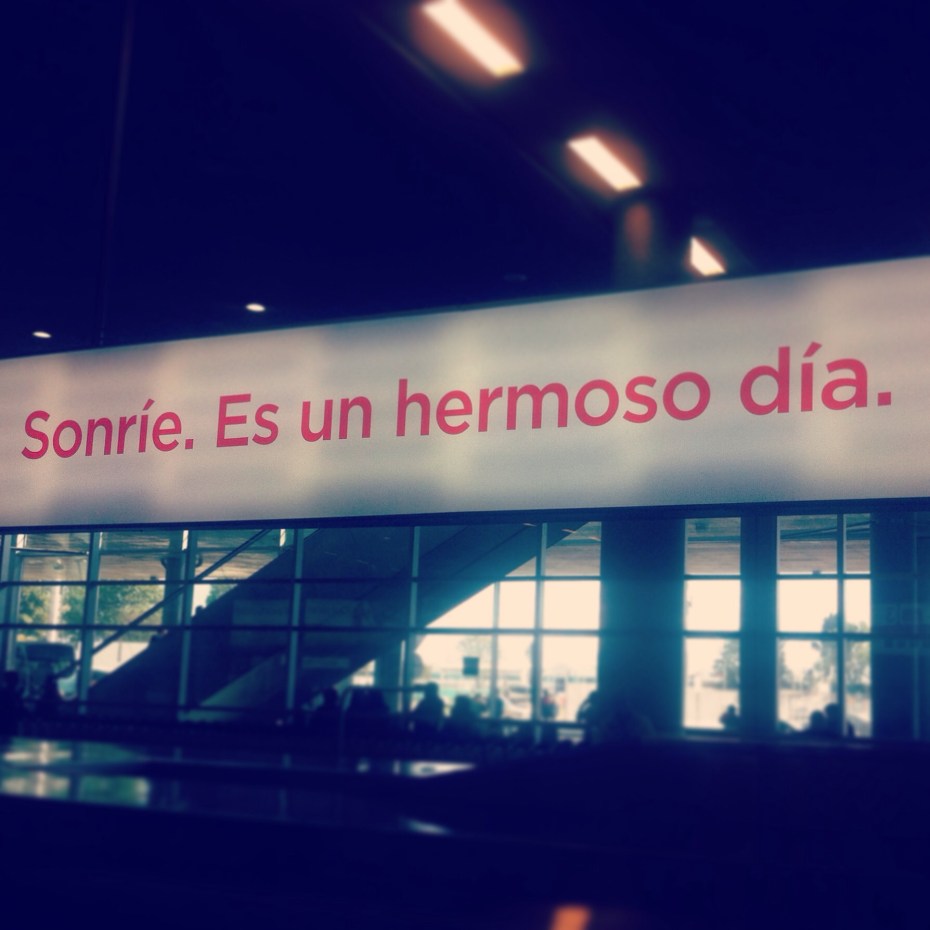 Sonríe. Es un hermoso día.